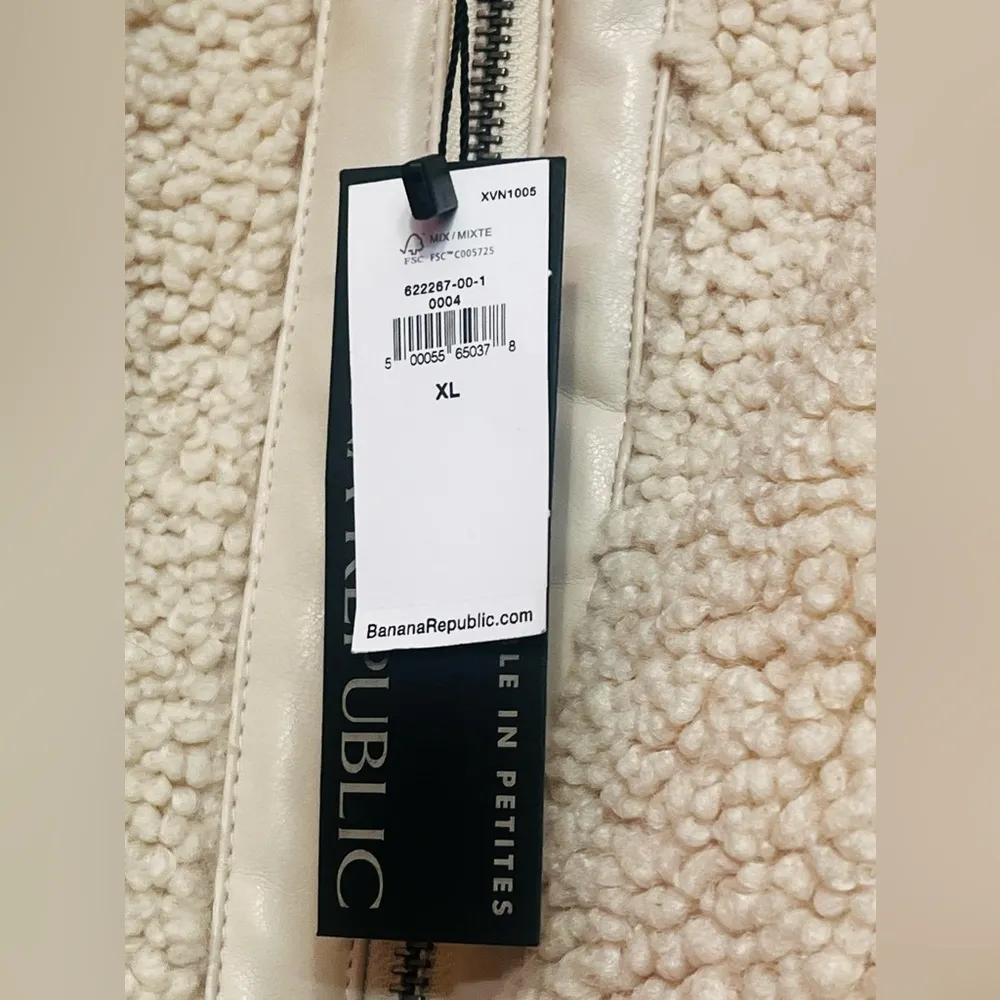 XVN1005
MIX / MIXTE
FSC FSC™ C005725
622267-00-1
0004
5 00055 65037 8
XL
BananaRepublic.com
REPUBLIC
LE IN PETITES